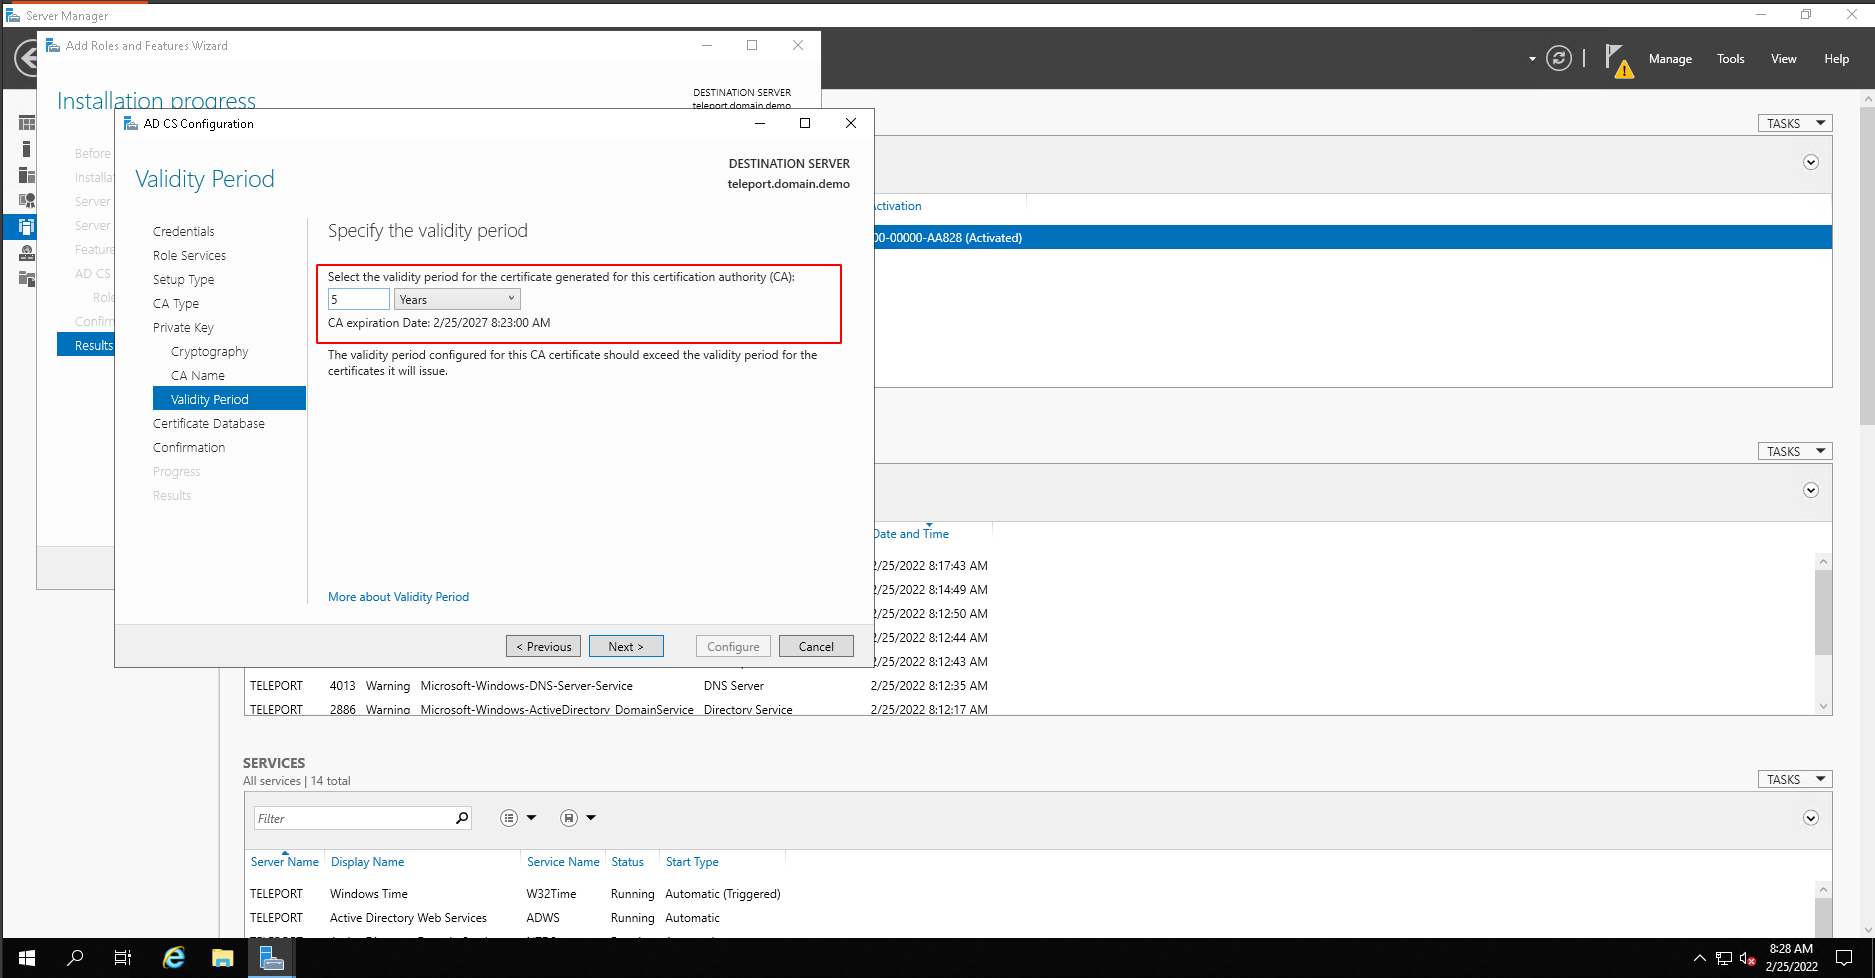 Server Manager
Manage
Tools
View
Help
Add Roles and Features Wizard
Installation progress
DESTINATION SERVER
teleport.domain.demo
Before
Server
Server
AD CS
Results
AD CS Configuration
Validity Period
DESTINATION SERVER
teleport.domain.demo
Credentials
Role Services
Setup Type
CA Type
Private Key
Cryptography
CA Name
Validity Period
Certificate Database
Confirmation
Progress
Results
Specify the validity period
Select the validity period for the certificate generated for this certification authority (CA):
5 Years
CA expiration Date: 2/25/2027 8:23:00 AM
The validity period configured for this CA certificate should exceed the validity period for the
certificates it will issue.
More about Validity Period
< Previous
Next >
Configure
Cancel
TASKS
00-00000-AA828 (Activated)
TASKS
Date and Time
2/25/2022 8:17:43 AM
2/25/2022 8:14:49 AM
2/25/2022 8:12:50 AM
2/25/2022 8:12:44 AM
2/25/2022 8:12:43 AM
TELEPORT 4013 Warning Microsoft-Windows-DNS-Server-Service DNS Server 2/25/2022 8:12:35 AM
TELEPORT 2886 Warning Microsoft-Windows-ActiveDirectory_DomainService Directory Service 2/25/2022 8:12:17 AM
SERVICES
All services | 14 total
TASKS
Filter
Server Name Display Name Service Name Status Start Type
TELEPORT Windows Time W32Time Running Automatic (Triggered)
TELEPORT Active Directory Web Services ADWS Running Automatic
8:28 AM
2/25/2022